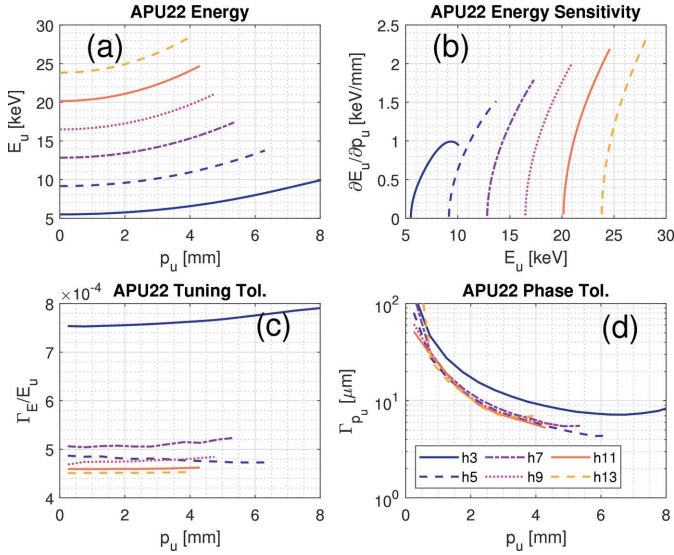 APU22 Energy
(a)
30
25
20
15
10
5
E_u [keV]
0 2 4 6 8
p_u [mm]
APU22 Energy Sensitivity
(b)
2.5
2
1.5
1
0.5
0
∂E_u/∂p_u [keV/mm]
5 10 15 20 25 30
E_u [keV]
APU22 Tuning Tol.
×10^-4
(c)
8
7
6
5
4
Γ_E/E_u
0 2 4 6 8
p_u [mm]
APU22 Phase Tol.
(d)
10^2
10^1
10^0
Γ_{p_u} [μm]
h3 h7 h11
h5 h9 h13
0 2 4 6 8
p_u [mm]